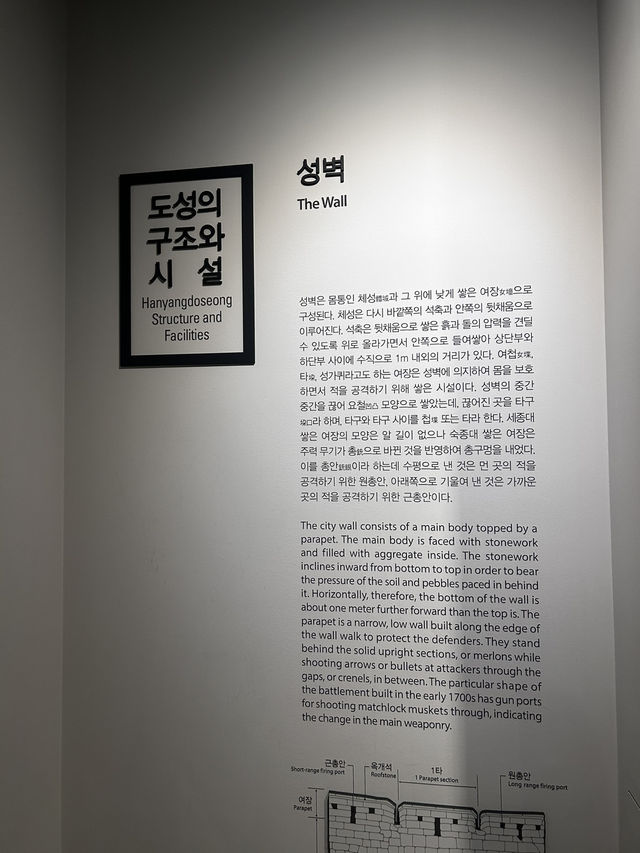 도성의
구조와
시 설
Hanyangdoseong
Structure and
Facilities
성벽
The Wall
성벽은 몸통인 체성體城과 그 위에 낮게 쌓은 여장女墻으로
구성된다. 체성은 다시 바깥쪽의 석축과 안쪽의 뒷채움으로
이루어진다. 석축은 뒷채움으로 쌓은 흙과 돌의 압력을 견딜
수 있도록 위로 올라가면서 안쪽으로 들여쌓아 상단부와
하단부 사이에 수직으로 1m 내외의 거리가 있다. 여첩女堞,
타垜, 성가퀴라고도 하는 여장은 성벽에 의지하여 몸을 보호
하면서 적을 공격하기 위해 쌓은 시설이다. 성벽의 중간
중간을 끊어 요철凹凸 모양으로 쌓았는데, 끊어진 곳을 타구
垜口라 하며, 타구와 타구 사이를 첩堞 또는 타라 한다. 세종대
쌓은 여장의 모양은 알 길이 없으나 숙종대 쌓은 여장은
주력 무기가 총銃으로 바뀐 것을 반영하여 총구멍을 내었다.
이를 총안銃眼이라 하는데 수평으로 낸 것은 먼 곳의 적을
공격하기 위한 원총안, 아래쪽으로 기울여 낸 것은 가까운
곳의 적을 공격하기 위한 근총안이다.
The city wall consists of a main body topped by a
parapet. The main body is faced with stonework
and filled with aggregate inside. The stonework
inclines inward from bottom to top in order to bear
the pressure of the soil and pebbles paced in behind
it. Horizontally, therefore, the bottom of the wall is
about one meter further forward than the top is. The
parapet is a narrow, low wall built along the edge of
the wall walk to protect the defenders. They stand
behind the solid upright sections, or merlons while
shooting arrows or bullets at attackers through the
gaps, or crenels, in between. The particular shape of
the battlement built in the early 1700s has gun ports
for shooting matchlock muskets through, indicating
the change in the main weaponry.
근총안
Short-range firing port
옥개석
Roofstone
1타
1 Parapet section
원총안
Long range firing port
여장
Parapet